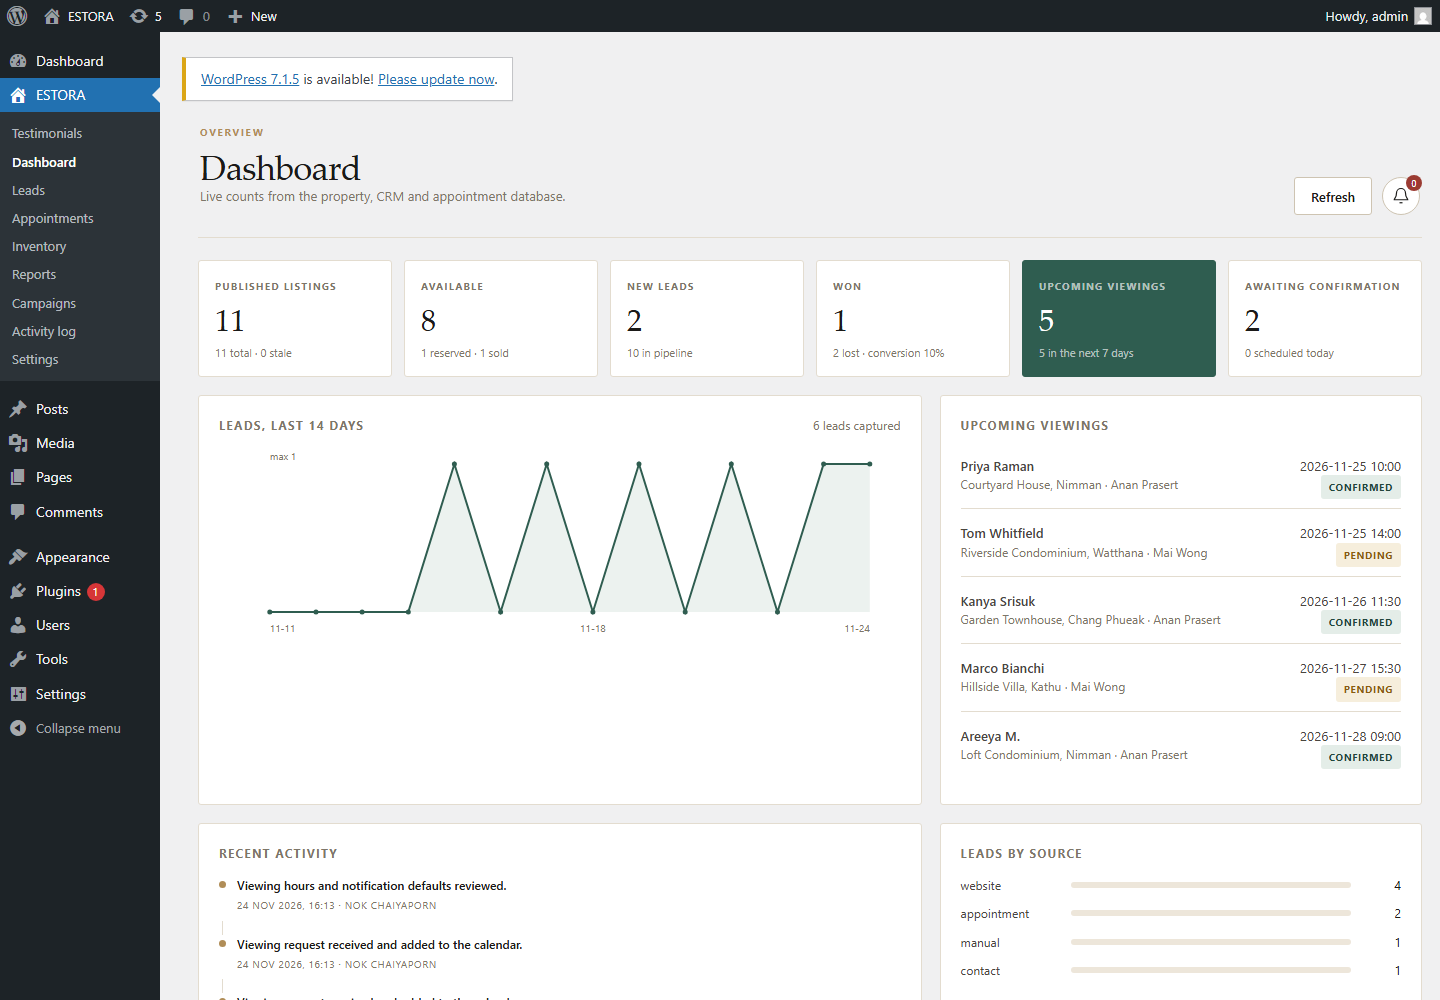 ESTORA 5 0 New Howdy, admin
Dashboard
ESTORA
Testimonials
Dashboard
Leads
Appointments
Inventory
Reports
Campaigns
Activity log
Settings
Posts
Media
Pages
Comments
Appearance
Plugins 1
Users
Tools
Settings
Collapse menu
WordPress 7.1.5 is available! Please update now.
OVERVIEW
Dashboard
Live counts from the property, CRM and appointment database.
Refresh
0
PUBLISHED LISTINGS
11
11 total · 0 stale
AVAILABLE
8
1 reserved · 1 sold
NEW LEADS
2
10 in pipeline
WON
1
2 lost · conversion 10%
UPCOMING VIEWINGS
5
5 in the next 7 days
AWAITING CONFIRMATION
2
0 scheduled today
LEADS, LAST 14 DAYS
6 leads captured
max 1
11-11 11-18 11-24
UPCOMING VIEWINGS
Priya Raman 2026-11-25 10:00
Courtyard House, Nimman · Anan Prasert CONFIRMED
Tom Whitfield 2026-11-25 14:00
Riverside Condominium, Watthana · Mai Wong PENDING
Kanya Srisuk 2026-11-26 11:30
Garden Townhouse, Chang Phueak · Anan Prasert CONFIRMED
Marco Bianchi 2026-11-27 15:30
Hillside Villa, Kathu · Mai Wong PENDING
Areeya M. 2026-11-28 09:00
Loft Condominium, Nimman · Anan Prasert CONFIRMED
RECENT ACTIVITY
Viewing hours and notification defaults reviewed.
24 NOV 2026, 16:13 · NOK CHAIYAPORN
Viewing request received and added to the calendar.
24 NOV 2026, 16:13 · NOK CHAIYAPORN
LEADS BY SOURCE
website 4
appointment 2
manual 1
contact 1